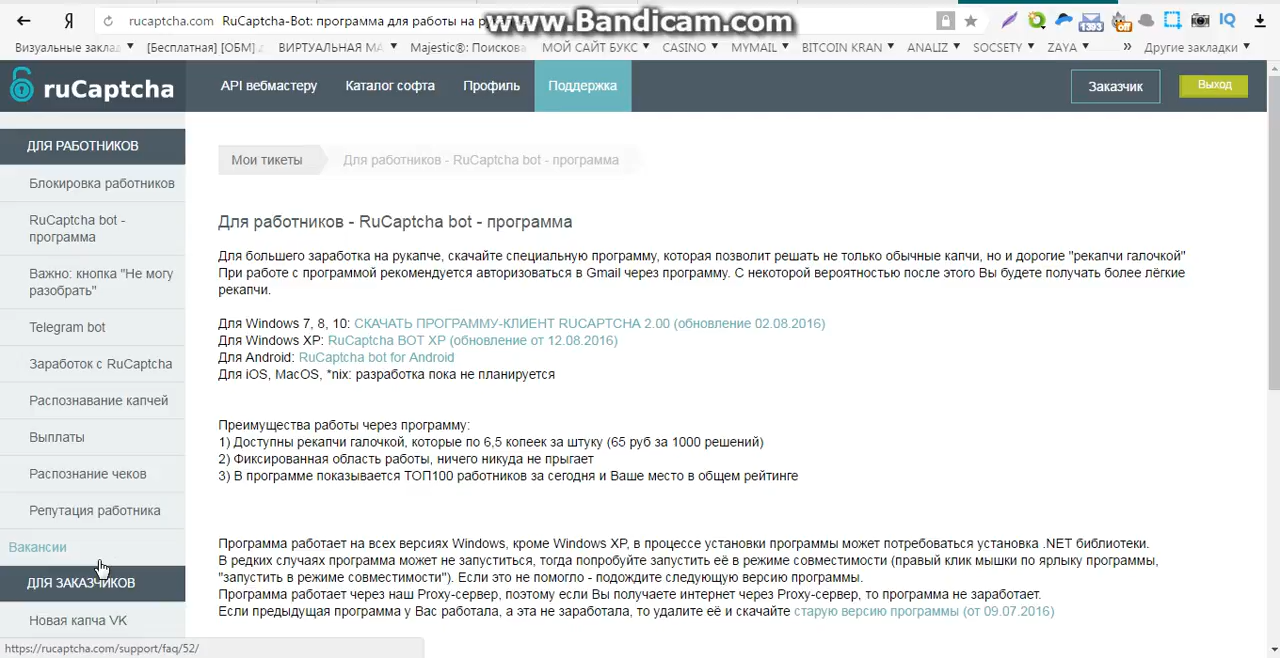 Я rucaptcha.com RuCaptcha-Bot: программа для работы на р
www.Bandicam.com
1393 off IQ
Визуальные заклад [Бесплатная] [ОБМ] ВИРТУАЛЬНАЯ МА Majestic®: Поискова МОЙ САЙТ БУКС CASINO MYMAIL BITCOIN KRAN ANALIZ SOCSETY ZAYA » Другие закладки
ruCaptcha
API вебмастеру Каталог софта Профиль Поддержка Заказчик Выход
ДЛЯ РАБОТНИКОВ
Блокировка работников
RuCaptcha bot -
программа
Важно: кнопка "Не могу
разобрать"
Telegram bot
Заработок с RuCaptcha
Распознавание капчей
Выплаты
Распознание чеков
Репутация работника
Вакансии
ДЛЯ ЗАКАЗЧИКОВ
Новая капча VK
https://rucaptcha.com/support/faq/52/
Мои тикеты Для работников - RuCaptcha bot - программа
Для работников - RuCaptcha bot - программа
Для большего заработка на рукапче, скачайте специальную программу, которая позволит решать не только обычные капчи, но и дорогие "рекапчи галочкой"
При работе с программой рекомендуется авторизоваться в Gmail через программу. С некоторой вероятностью после этого Вы будете получать более лёгкие
рекапчи.
Для Windows 7, 8, 10: СКАЧАТЬ ПРОГРАММУ-КЛИЕНТ RUCAPTCHA 2.00 (обновление 02.08.2016)
Для Windows XP: RuCaptcha BOT XP (обновление от 12.08.2016)
Для Android: RuCaptcha bot for Android
Для iOS, MacOS, *nix: разработка пока не планируется
Преимущества работы через программу:
1) Доступны рекапчи галочкой, которые по 6,5 копеек за штуку (65 руб за 1000 решений)
2) Фиксированная область работы, ничего никуда не прыгает
3) В программе показывается ТОП100 работников за сегодня и Ваше место в общем рейтинге
Программа работает на всех версиях Windows, кроме Windows XP, в процессе установки программы может потребоваться установка .NET библиотеки.
В редких случаях программа может не запуститься, тогда попробуйте запустить её в режиме совместимости (правый клик мышки по ярлыку программы,
"запустить в режиме совместимости"). Если это не помогло - подождите следующую версию программы.
Программа работает через наш Proxy-сервер, поэтому если Вы получаете интернет через Proxy-сервер, то программа не заработает.
Если предыдущая программа у Вас работала, а эта не заработала, то удалите её и скачайте старую версию программы (от 09.07.2016)